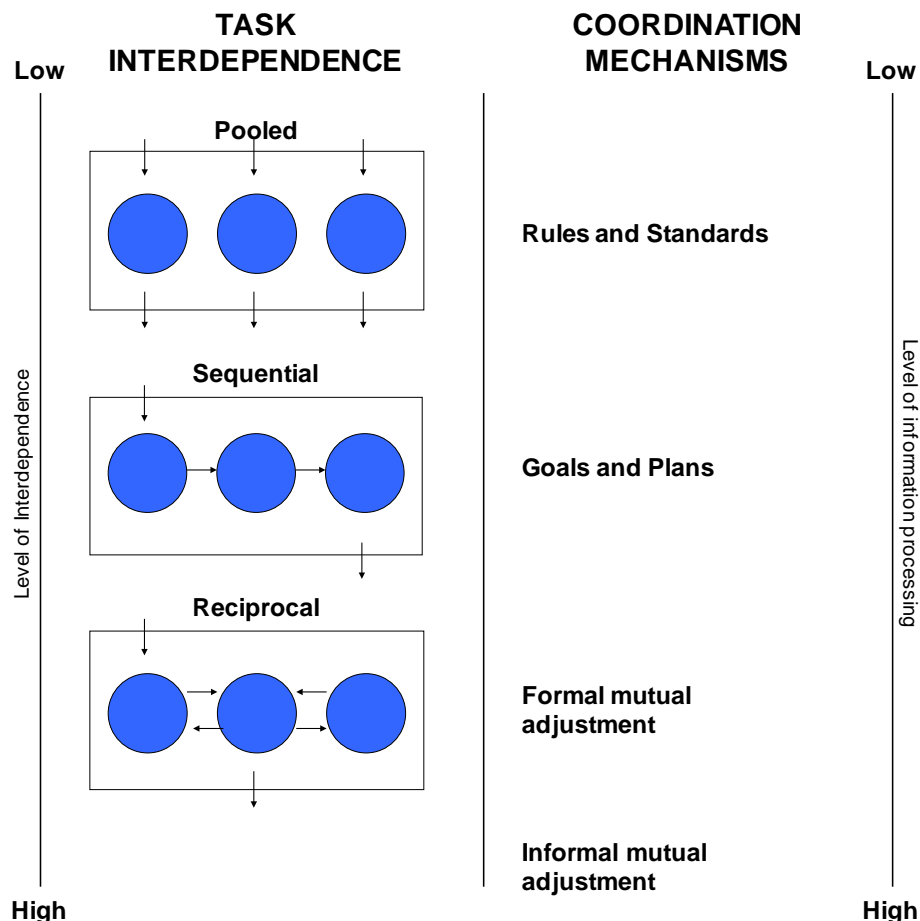 TASK
INTERDEPENDENCE
COORDINATION
MECHANISMS
Low
Low
Pooled
Rules and Standards
Sequential
Goals and Plans
Level of Interdependence
Level of information processing
Reciprocal
Formal mutual
adjustment
Informal mutual
adjustment
High
High